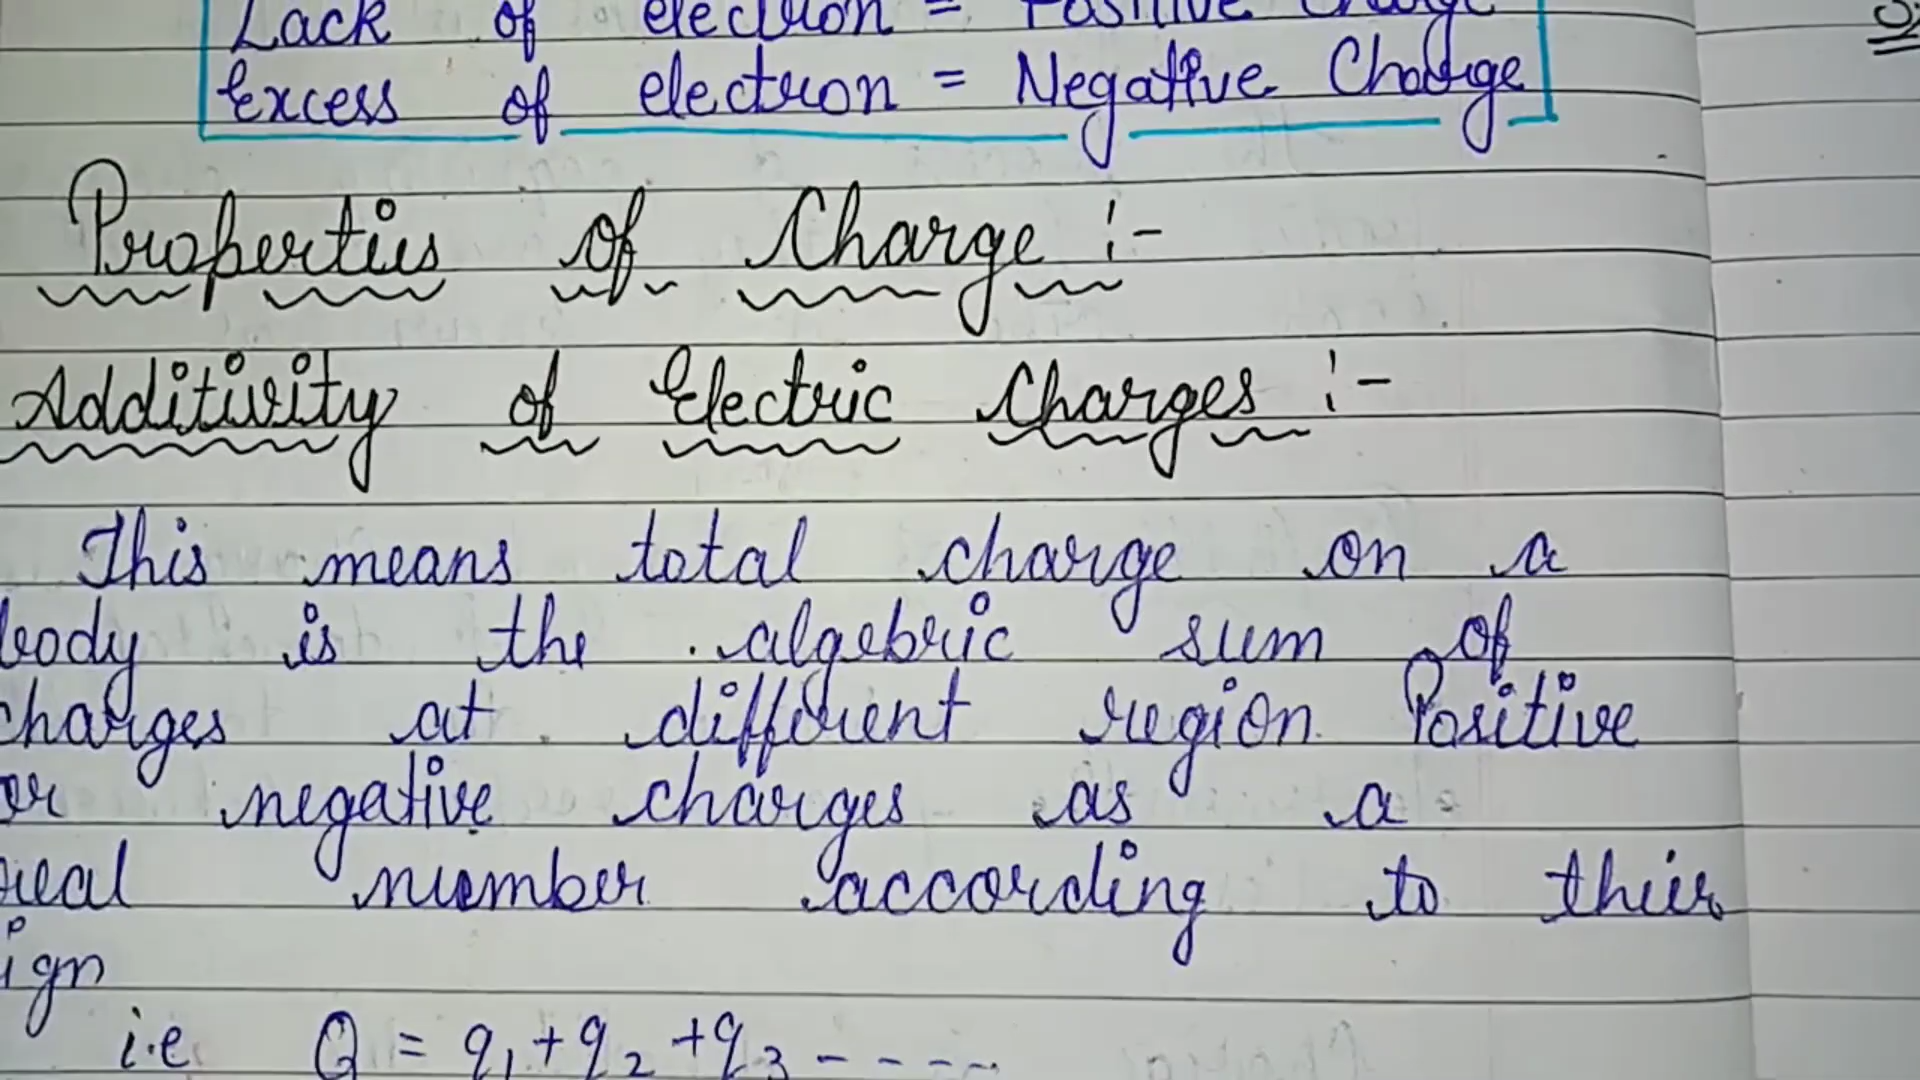 Lack of electron = Positive Charge
Excess of electron = Negative Charge
Properties of Charge :-
Additivity of Electric Charges :-
This means total charge on a
body is the algebric sum of
charges at different region. Positive
or negative charges as a
real number according to their
ign
i.e Q = q1 + q2 + q3 - - - - -